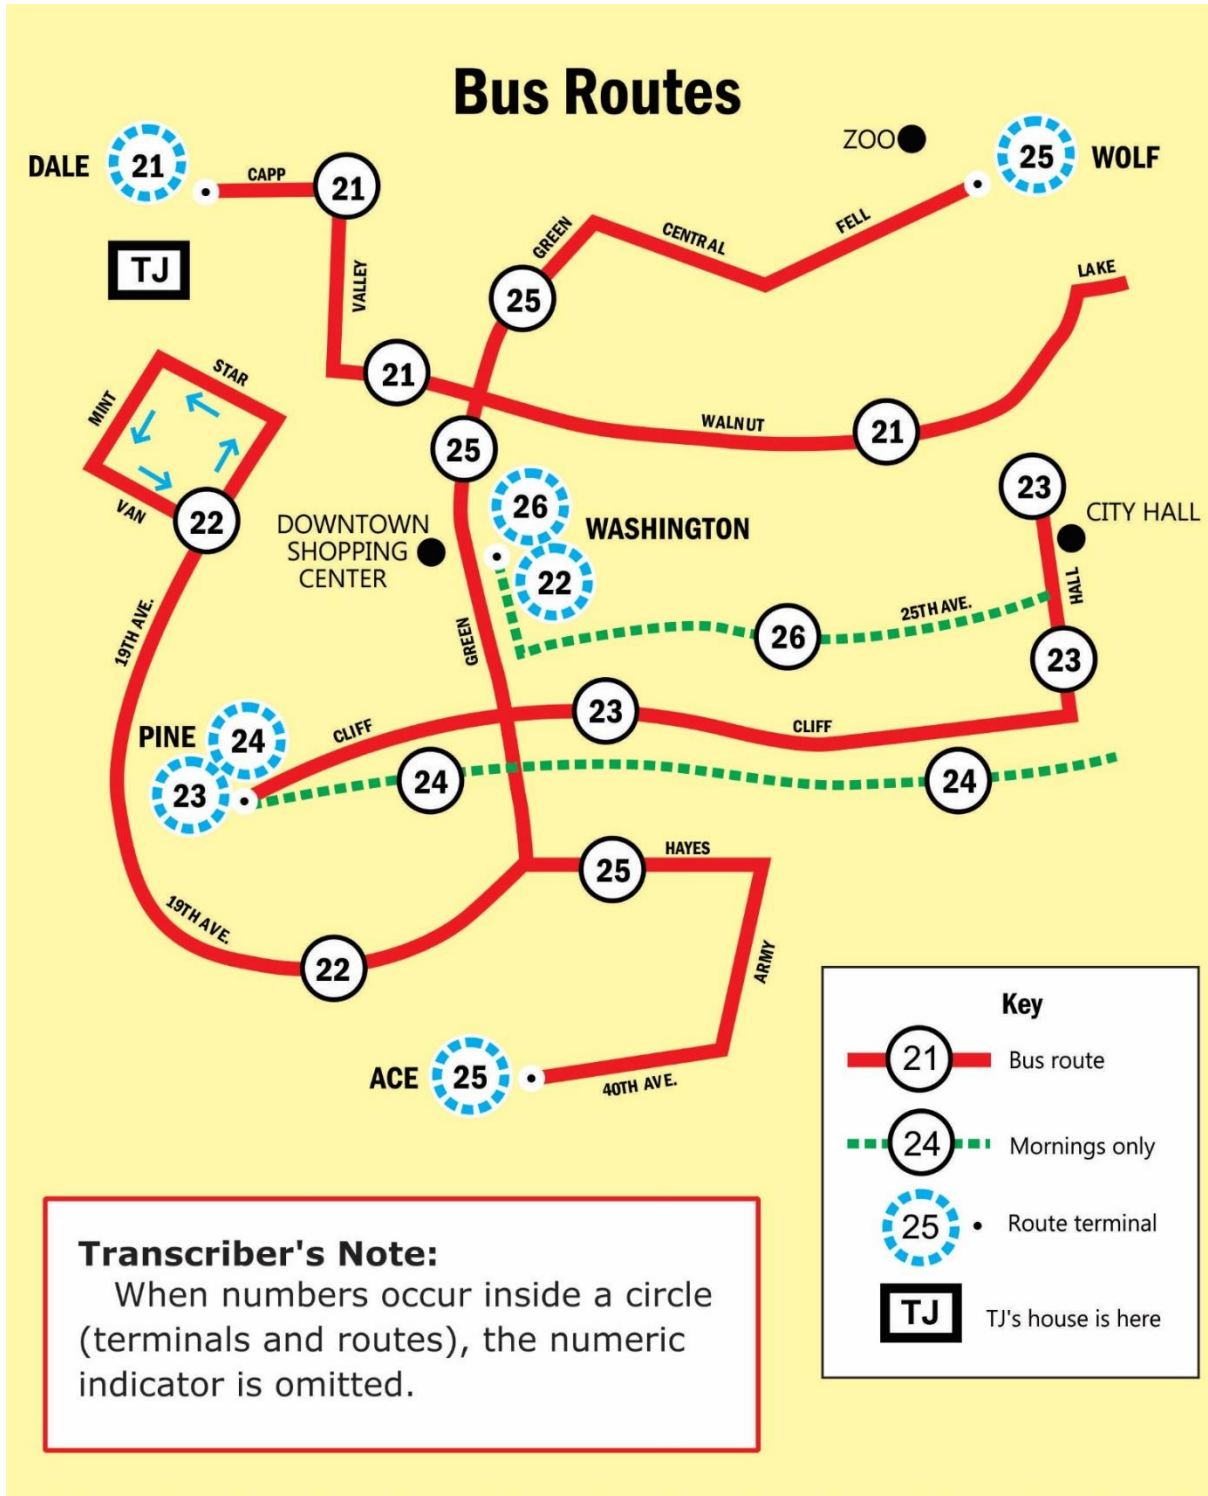 Bus Routes
DALE
21
CAPP
21
ZOO
25
WOLF
TJ
VALLEY
GREEN
CENTRAL
FELL
25
LAKE
21
STAR
MINT
VAN
22
25
WALNUT
21
26
WASHINGTON
22
DOWNTOWN
SHOPPING
CENTER
23
CITY HALL
HALL
25TH AVE.
26
23
19TH AVE.
GREEN
PINE
24
23
CLIFF
23
CLIFF
24
24
HAYES
25
19TH AVE.
22
ARMY
ACE
25
40TH AVE.
Key
21
Bus route
24
Mornings only
25
Route terminal
TJ
TJ's house is here
Transcriber's Note:
When numbers occur inside a circle
(terminals and routes), the numeric
indicator is omitted.